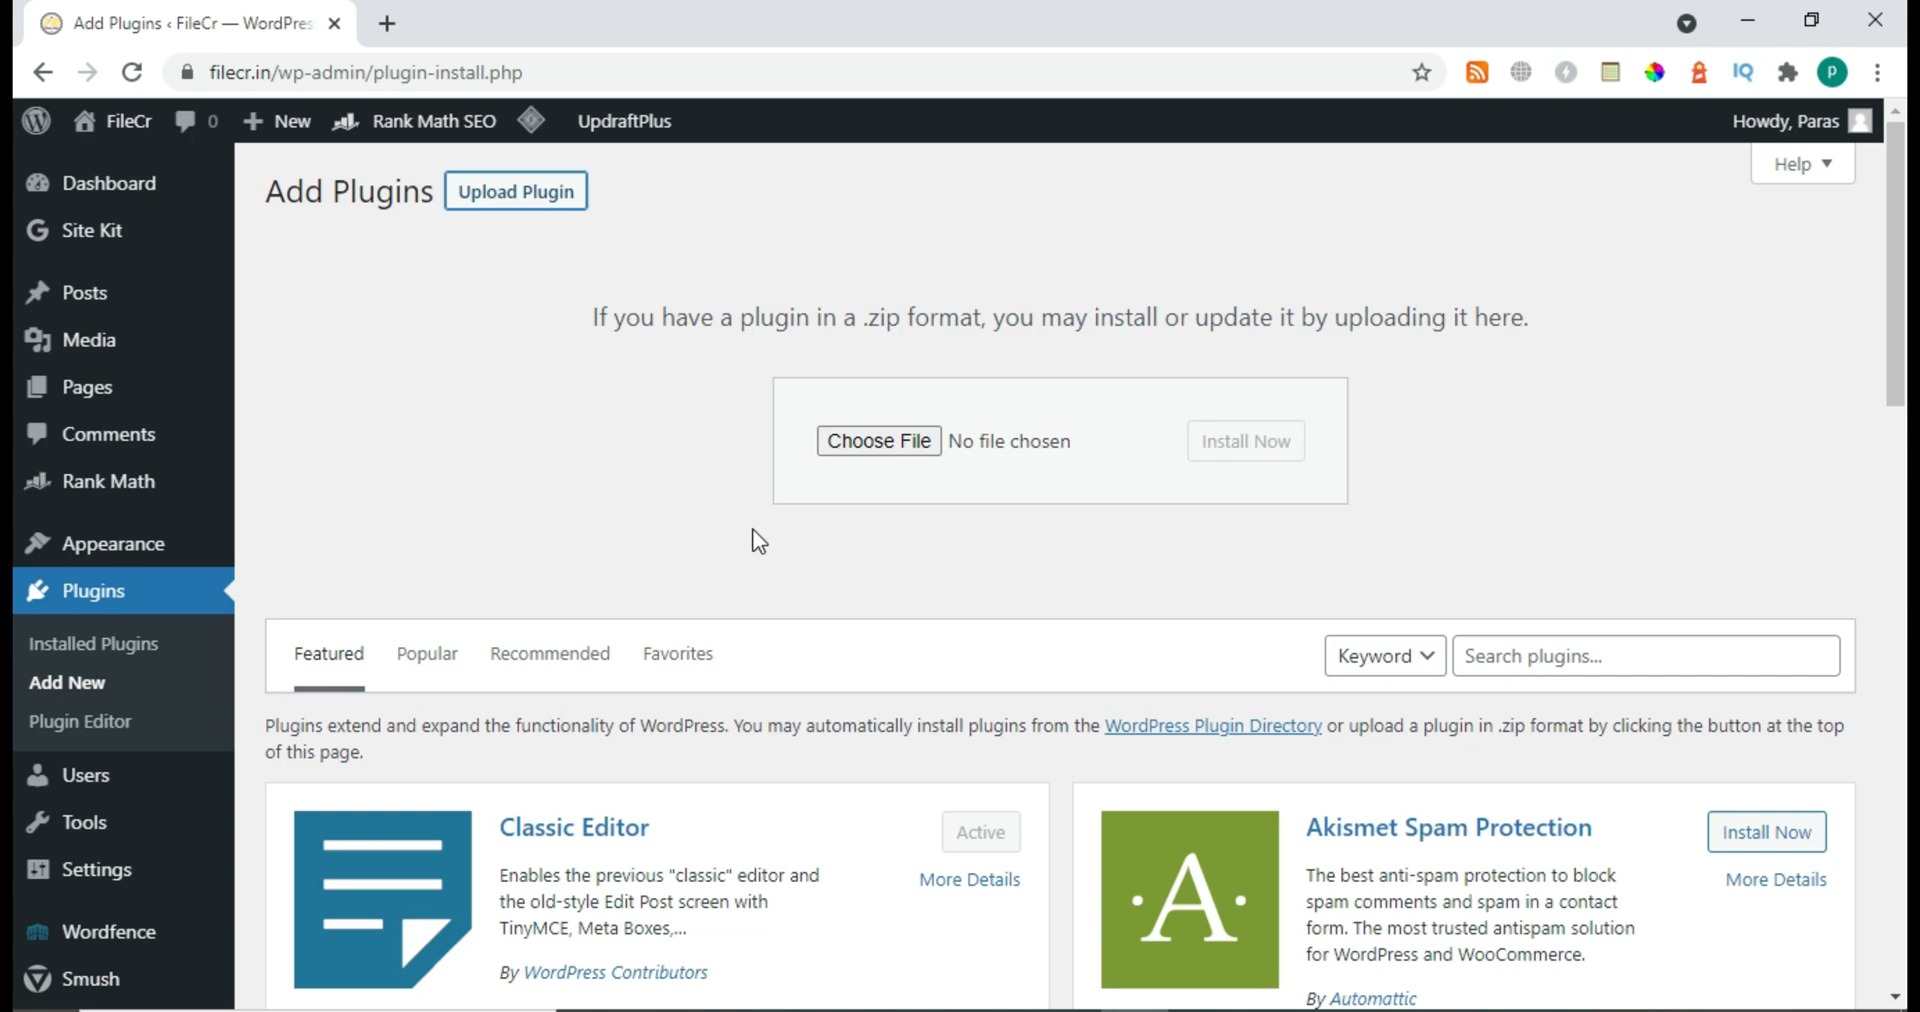 Add Plugins ‹ FileCr — WordPres
filecr.in/wp-admin/plugin-install.php
IQ
P
FileCr 0 New Rank Math SEO UpdraftPlus Howdy, Paras
Help
Add Plugins Upload Plugin
Dashboard
Site Kit
Posts
Media
Pages
Comments
Rank Math
Appearance
Plugins
Installed Plugins
Add New
Plugin Editor
Users
Tools
Settings
Wordfence
Smush
If you have a plugin in a .zip format, you may install or update it by uploading it here.
Choose File No file chosen Install Now
Featured Popular Recommended Favorites Keyword Search plugins...
Plugins extend and expand the functionality of WordPress. You may automatically install plugins from the WordPress Plugin Directory or upload a plugin in .zip format by clicking the button at the top
of this page.
Classic Editor
Active
More Details
Enables the previous "classic" editor and
the old-style Edit Post screen with
TinyMCE, Meta Boxes,...
By WordPress Contributors
A
Akismet Spam Protection
Install Now
More Details
The best anti-spam protection to block
spam comments and spam in a contact
form. The most trusted antispam solution
for WordPress and WooCommerce.
By Automattic